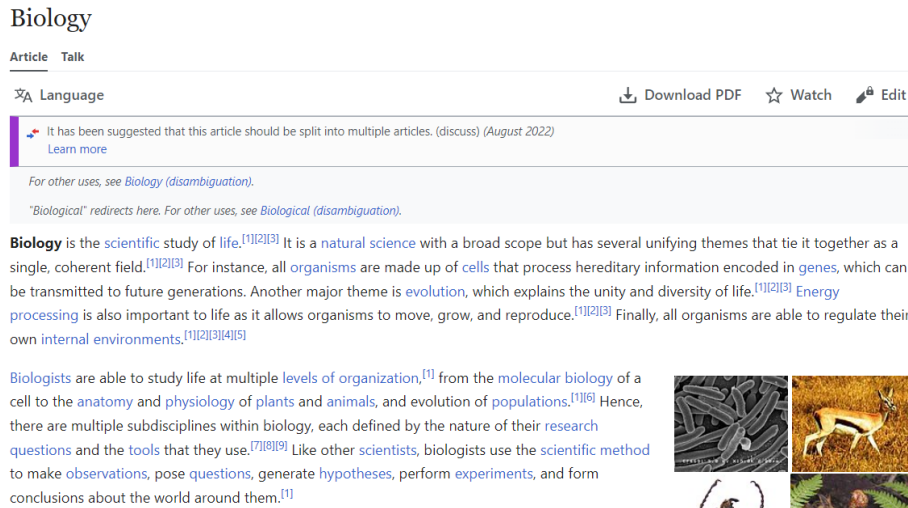 Biology
Article Talk
Language Download PDF Watch Edit
It has been suggested that this article should be split into multiple articles. (discuss) (August 2022)
Learn more
For other uses, see Biology (disambiguation).
"Biological" redirects here. For other uses, see Biological (disambiguation).
Biology is the scientific study of life.[1][2][3] It is a natural science with a broad scope but has several unifying themes that tie it together as a
single, coherent field.[1][2][3] For instance, all organisms are made up of cells that process hereditary information encoded in genes, which can
be transmitted to future generations. Another major theme is evolution, which explains the unity and diversity of life.[1][2][3] Energy
processing is also important to life as it allows organisms to move, grow, and reproduce.[1][2][3] Finally, all organisms are able to regulate their
own internal environments.[1][2][3][4][5]
Biologists are able to study life at multiple levels of organization,[1] from the molecular biology of a
cell to the anatomy and physiology of plants and animals, and evolution of populations.[1][6] Hence,
there are multiple subdisciplines within biology, each defined by the nature of their research
questions and the tools that they use.[7][8][9] Like other scientists, biologists use the scientific method
to make observations, pose questions, generate hypotheses, perform experiments, and form
conclusions about the world around them.[1]